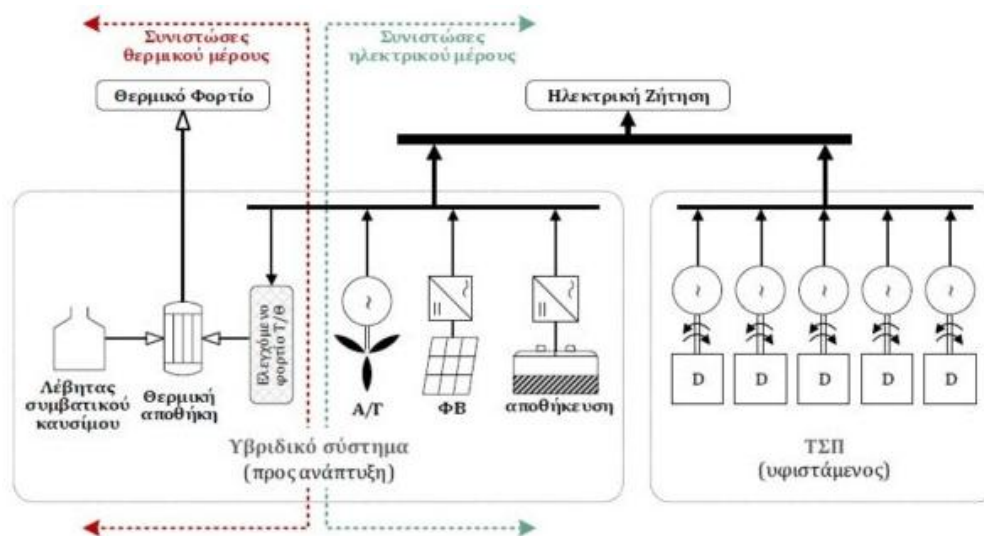 Συνιστώσες
θερμικού μέρους
Συνιστώσες
ηλεκτρικού μέρους
Θερμικό Φορτίο
Ηλεκτρική Ζήτηση
Ελεγχόμενο
φορτίο Τ/Θ
~
~
~
~
~
~
D
D
D
D
D
Λέβητας
συμβατικού
καυσίμου
Θερμική
αποθήκη
Α/Γ
ΦΒ
αποθήκευση
Υβριδικό σύστημα
(προς ανάπτυξη)
ΤΣΠ
(υφιστάμενος)